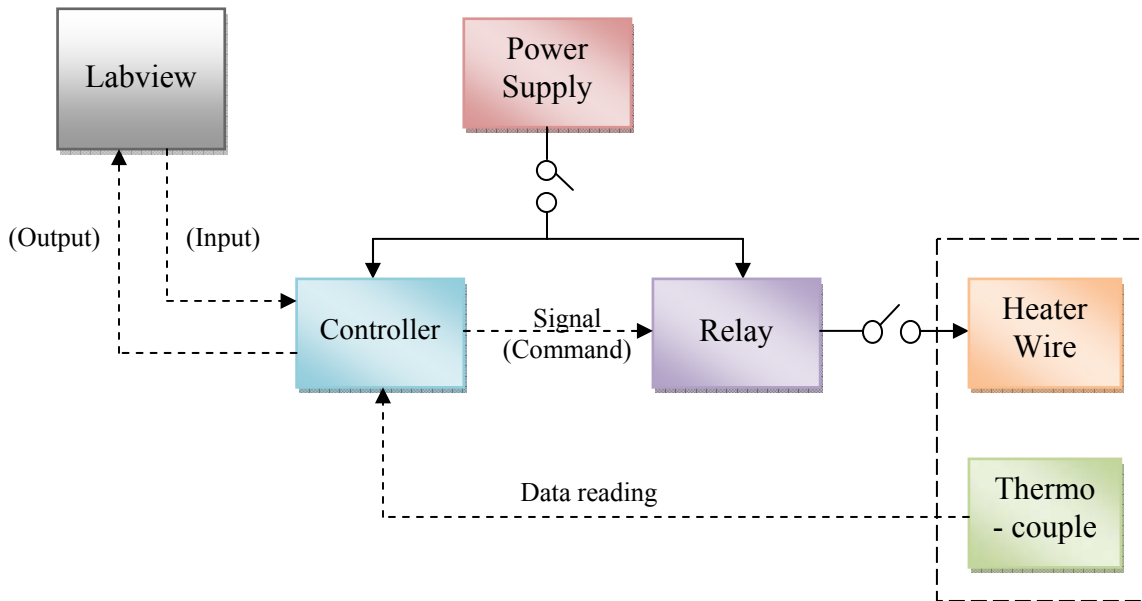 Labview
Power
Supply
(Output)
(Input)
Controller
Signal
(Command)
Relay
Heater
Wire
Data reading
Thermo
- couple